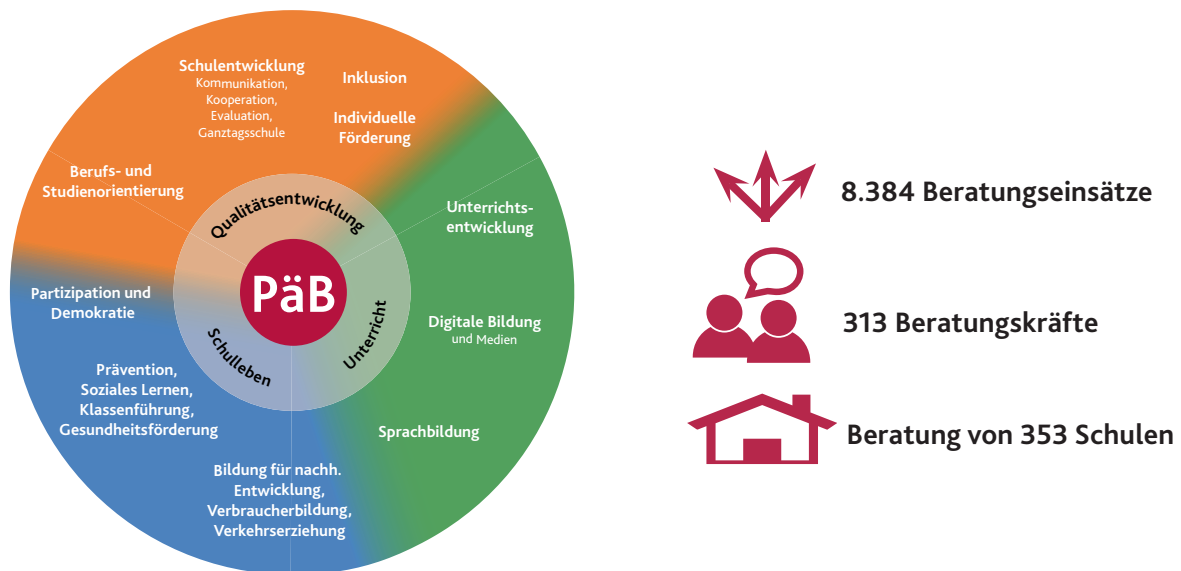 Schulentwicklung
Kommunikation,
Kooperation,
Evaluation,
Ganztagsschule
Inklusion
Individuelle
Förderung
Berufs- und
Studienorientierung
Qualitätsentwicklung
Unterrichts-
entwicklung
PäB
Partizipation und
Demokratie
Digitale Bildung
und Medien
Schulleben
Unterricht
Prävention,
Soziales Lernen,
Klassenführung,
Gesundheitsförderung
Sprachbildung
Bildung für nachh.
Entwicklung,
Verbraucherbildung,
Verkehrserziehung
8.384 Beratungseinsätze
313 Beratungskräfte
Beratung von 353 Schulen